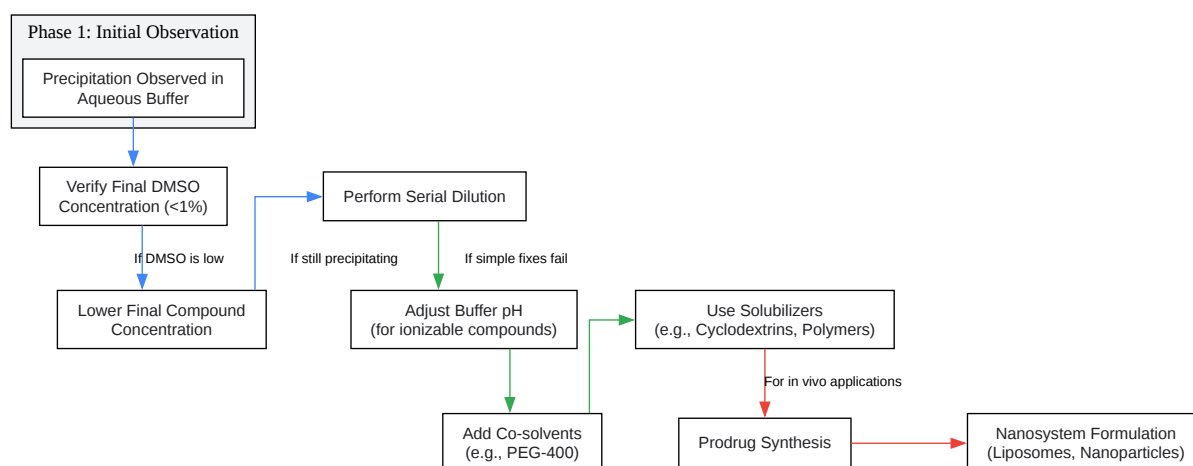 Phase 1: Initial Observation
Precipitation Observed in
Aqueous Buffer
Verify Final DMSO
Concentration (<1%)
Perform Serial Dilution
If DMSO is low
If still precipitating
If simple fixes fail
Lower Final Compound
Concentration
Adjust Buffer pH
(for ionizable compounds)
Use Solubilizers
(e.g., Cyclodextrins, Polymers)
For in vivo applications
Add Co-solvents
(e.g., PEG-400)
Prodrug Synthesis
Nanosystem Formulation
(Liposomes, Nanoparticles)